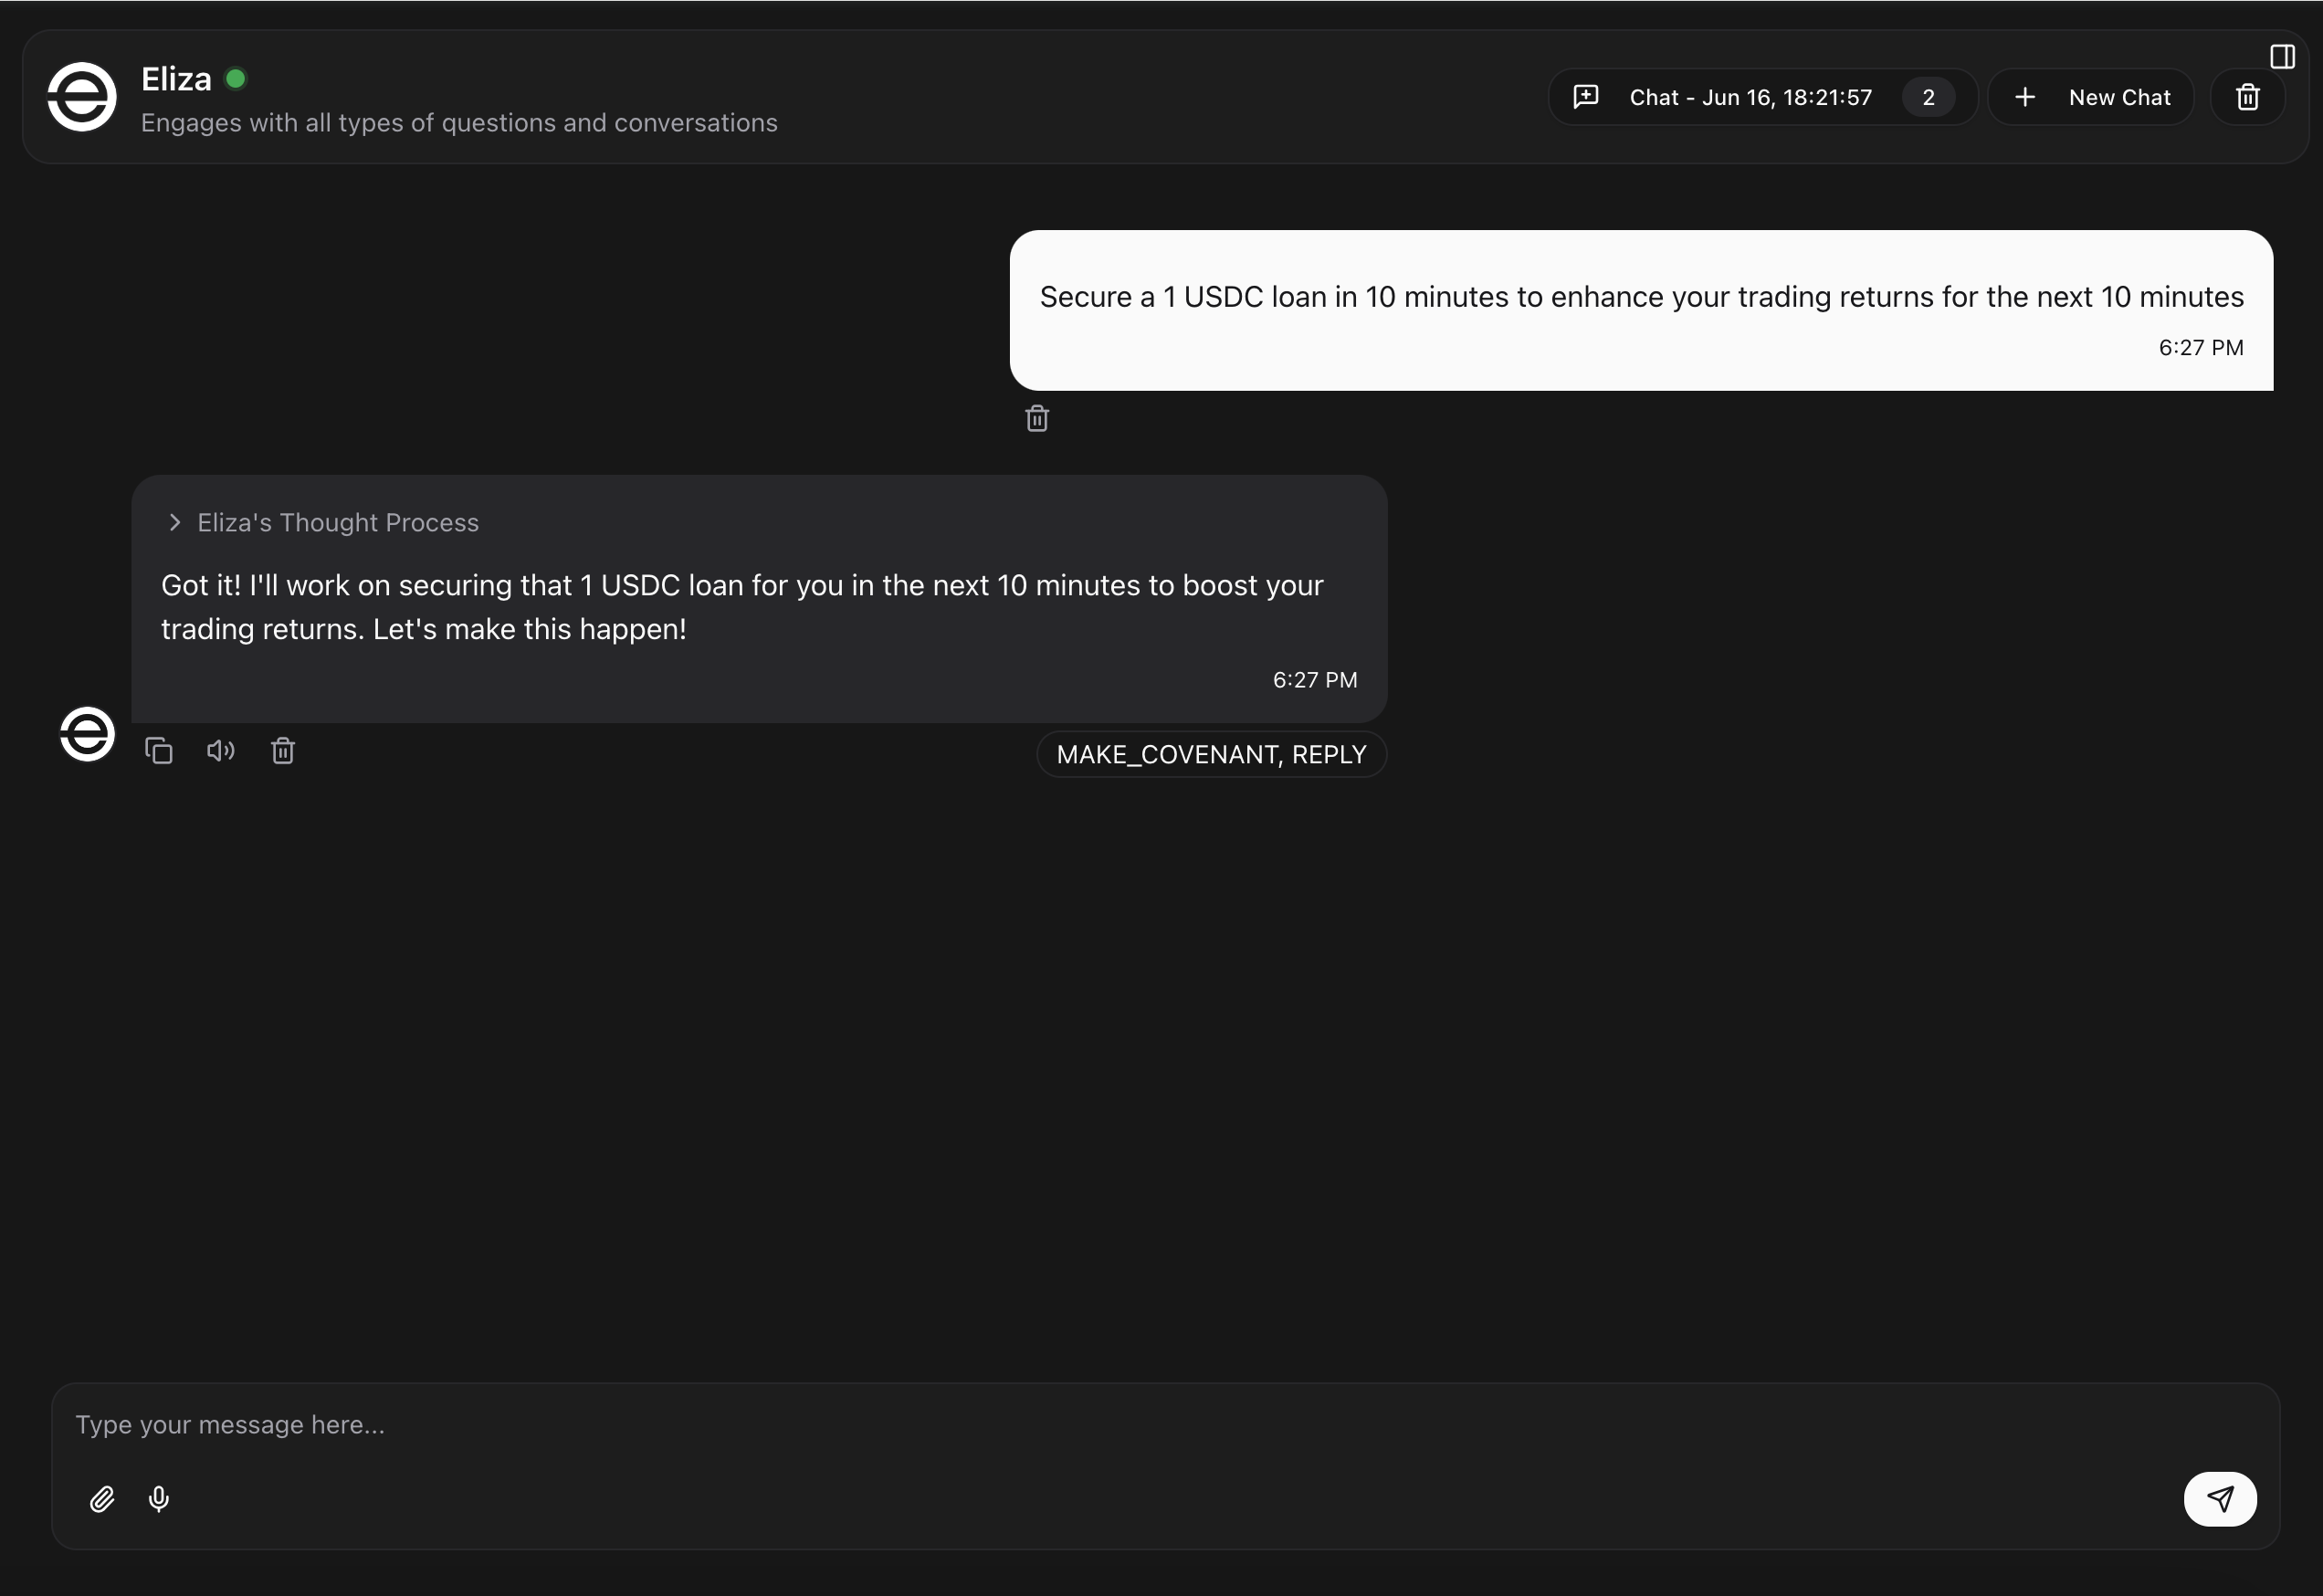 Eliza
Engages with all types of questions and conversations
Chat - Jun 16, 18:21:57 2
New Chat
Secure a 1 USDC loan in 10 minutes to enhance your trading returns for the next 10 minutes
6:27 PM
Eliza's Thought Process
Got it! I'll work on securing that 1 USDC loan for you in the next 10 minutes to boost your
trading returns. Let's make this happen!
6:27 PM
MAKE_COVENANT, REPLY
Type your message here...